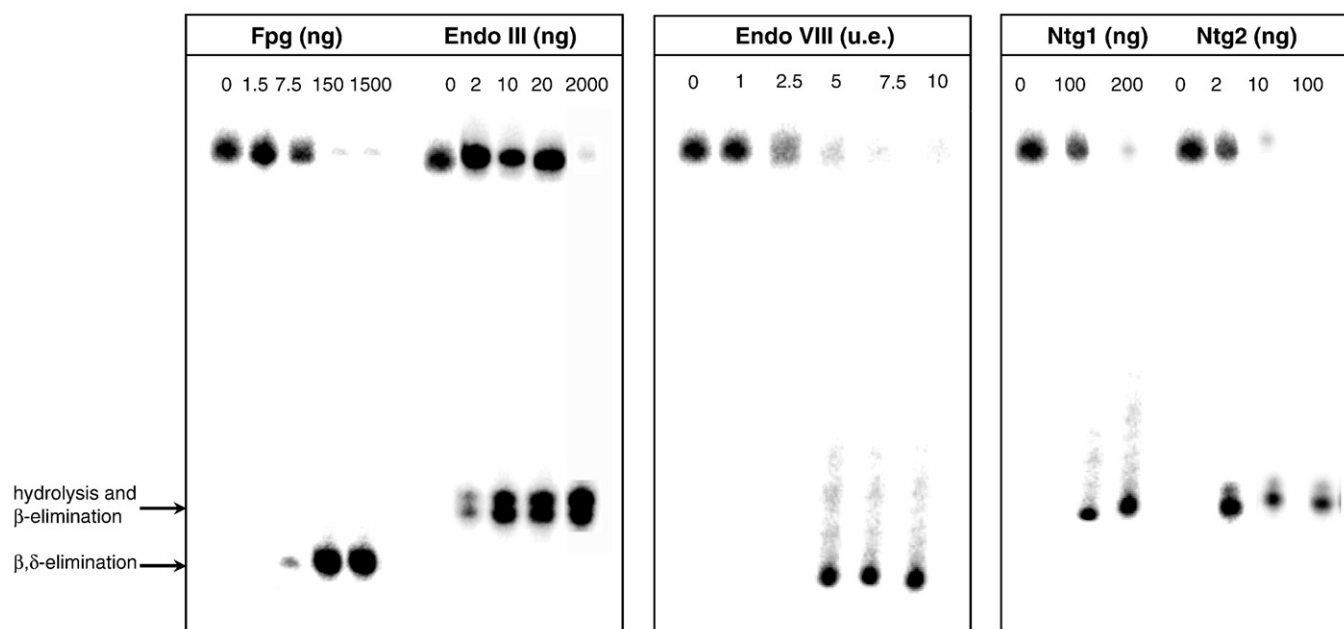 Fpg (ng) Endo III (ng)
0 1.5 7.5 150 1500 0 2 10 20 2000
Endo VIII (u.e.)
0 1 2.5 5 7.5 10
Ntg1 (ng) Ntg2 (ng)
0 100 200 0 2 10 100
hydrolysis and
β-elimination
β,δ-elimination